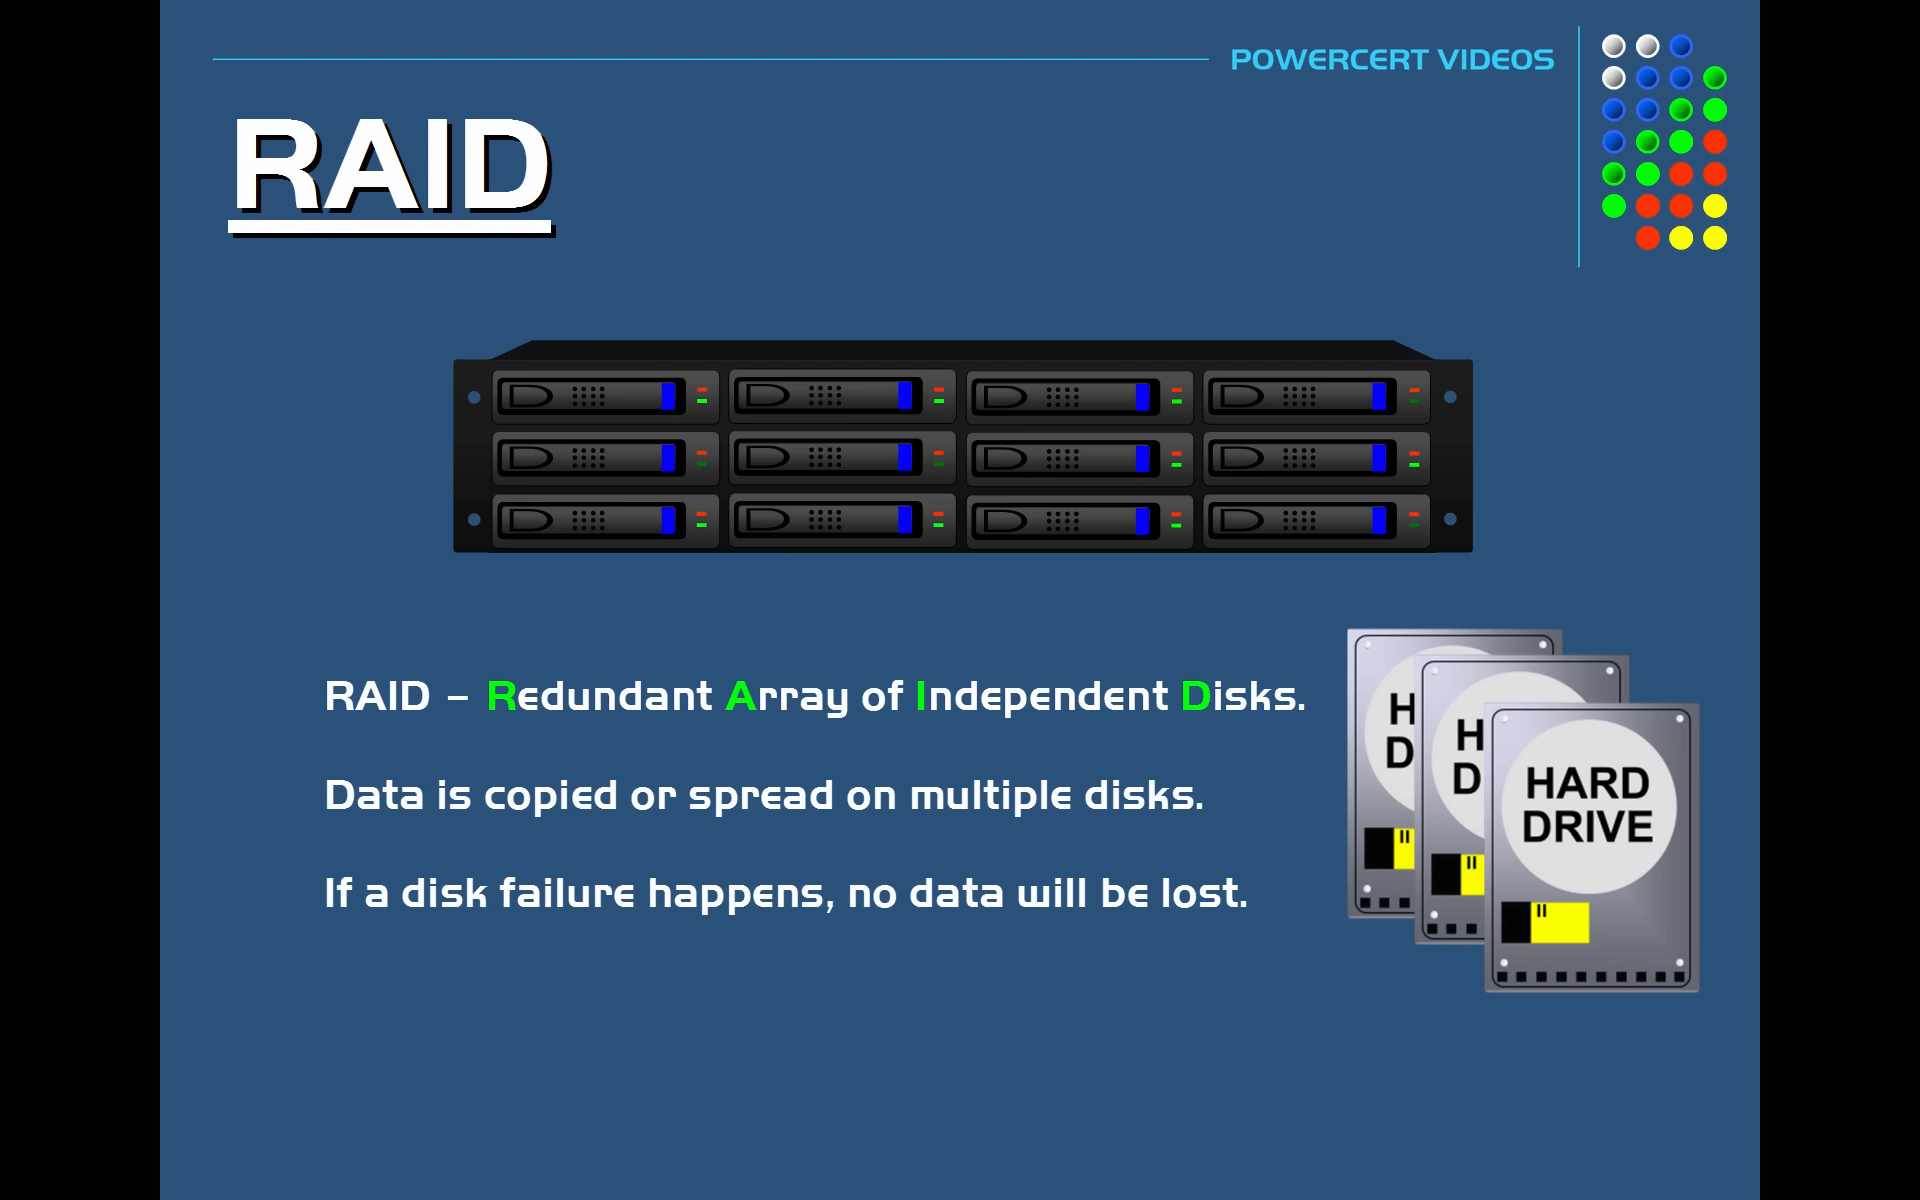 POWERCERT VIDEOS
RAID
RAID – Redundant Array of Independent Disks.
Data is copied or spread on multiple disks.
If a disk failure happens, no data will be lost.
H
D
H
D
HARD
DRIVE